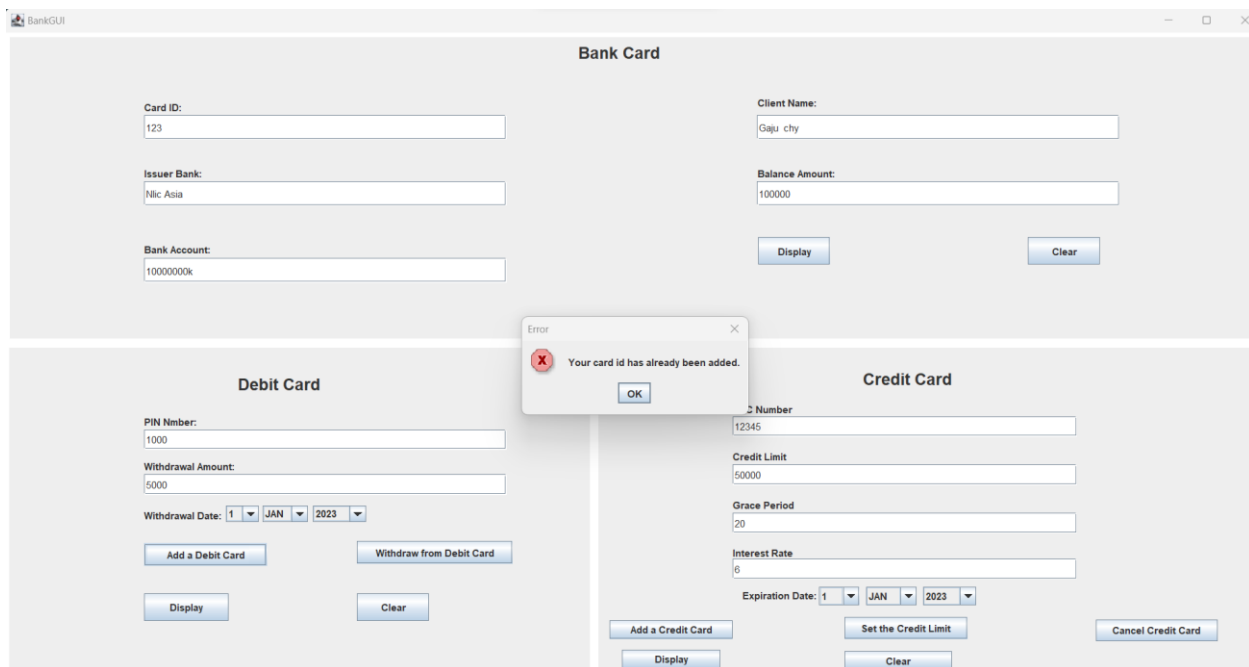 BankGUI
Bank Card
Card ID:
123
Client Name:
Gaju chy
Issuer Bank:
Nlic Asia
Balance Amount:
100000
Bank Account:
10000000k
Display
Clear
Error
Your card id has already been added.
OK
Debit Card
PIN Nmber:
1000
Withdrawal Amount:
5000
Withdrawal Date: 1 JAN 2023
Add a Debit Card
Withdraw from Debit Card
Display
Clear
Credit Card
C Number
12345
Credit Limit
50000
Grace Period
20
Interest Rate
6
Expiration Date: 1 JAN 2023
Add a Credit Card
Set the Credit Limit
Cancel Credit Card
Display
Clear